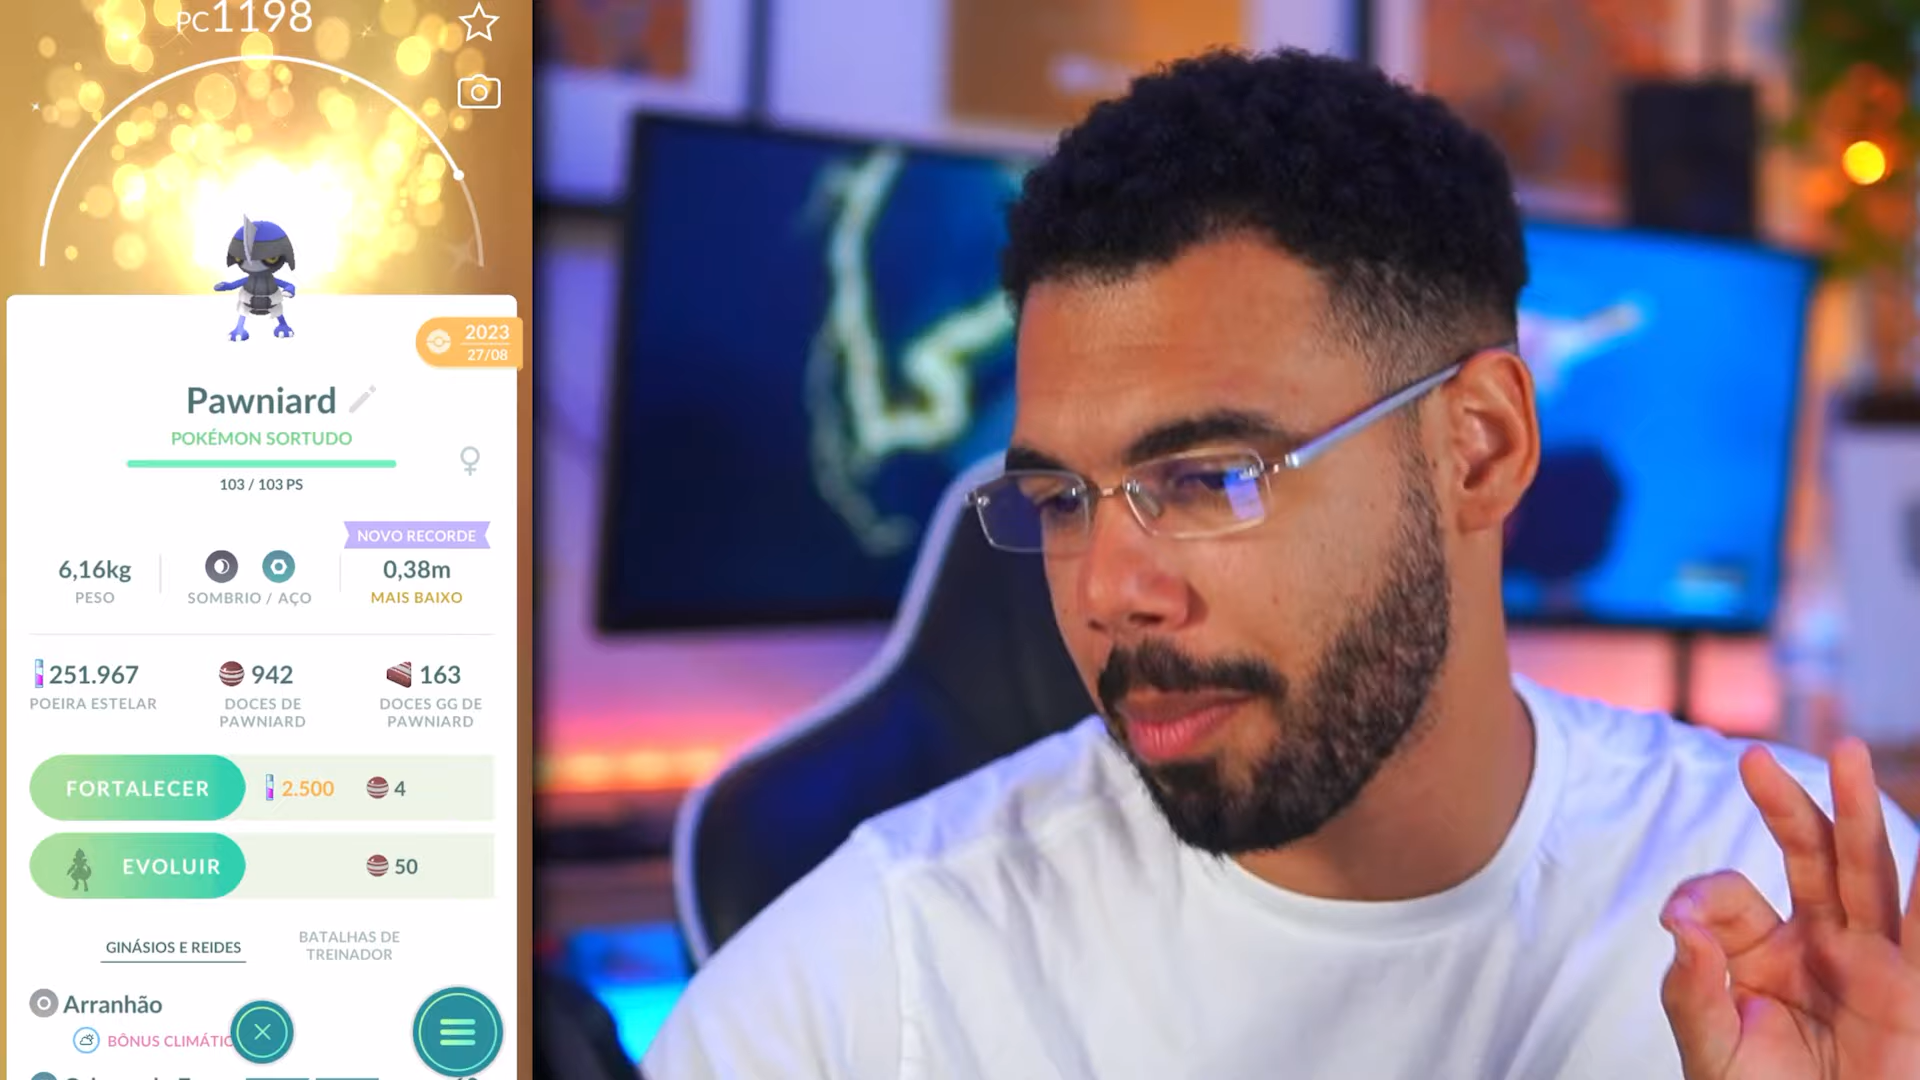 PC1198
2023
27/08
Pawniard
POKÉMON SORTUDO
103 / 103 PS
NOVO RECORDE
6,16kg
PESO
SOMBRIO / AÇO
0,38m
MAIS BAIXO
251.967
POEIRA ESTELAR
942
DOCES DE
PAWNIARD
163
DOCES GG DE
PAWNIARD
FORTALECER
2.500
4
EVOLUIR
50
GINÁSIOS E REIDES
BATALHAS DE
TREINADOR
Arranhão